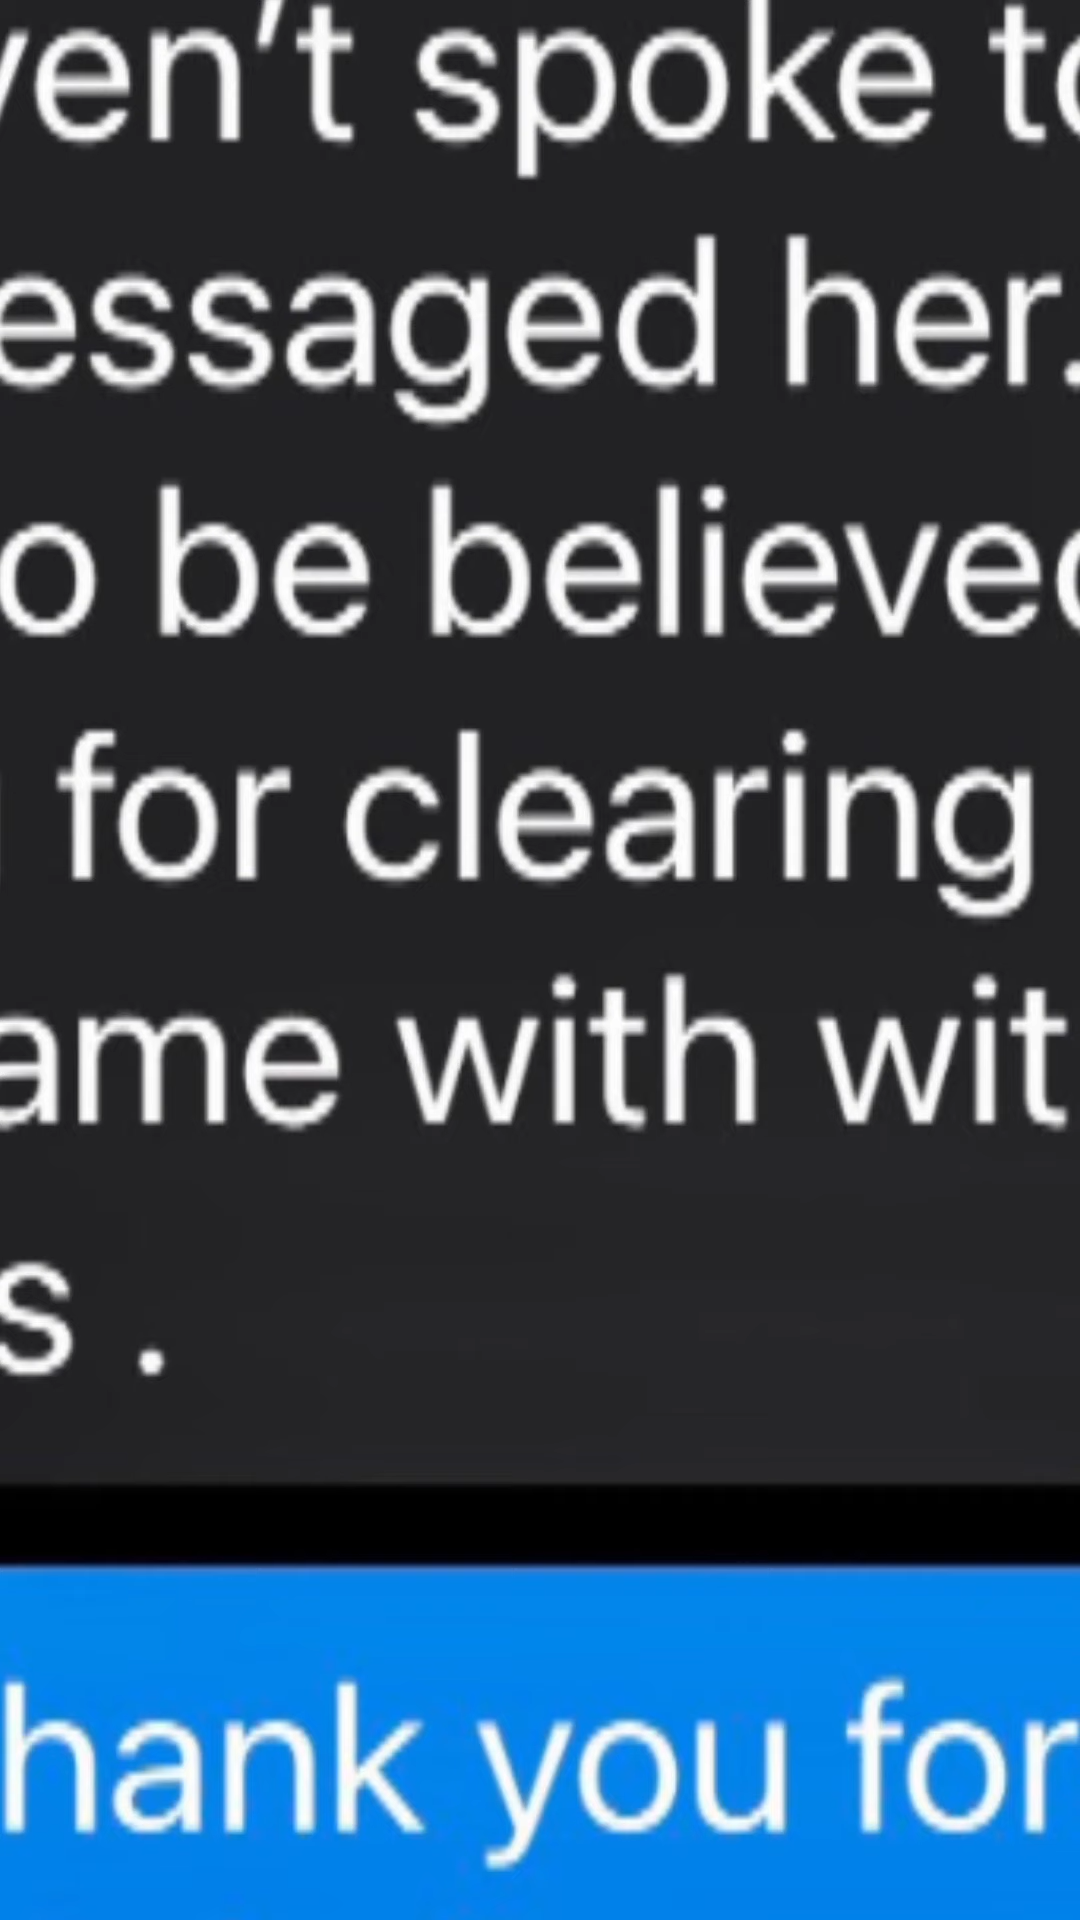 ven't spoke to
essaged her.
o be believed
for clearing
ame with wit
s .
hank you for